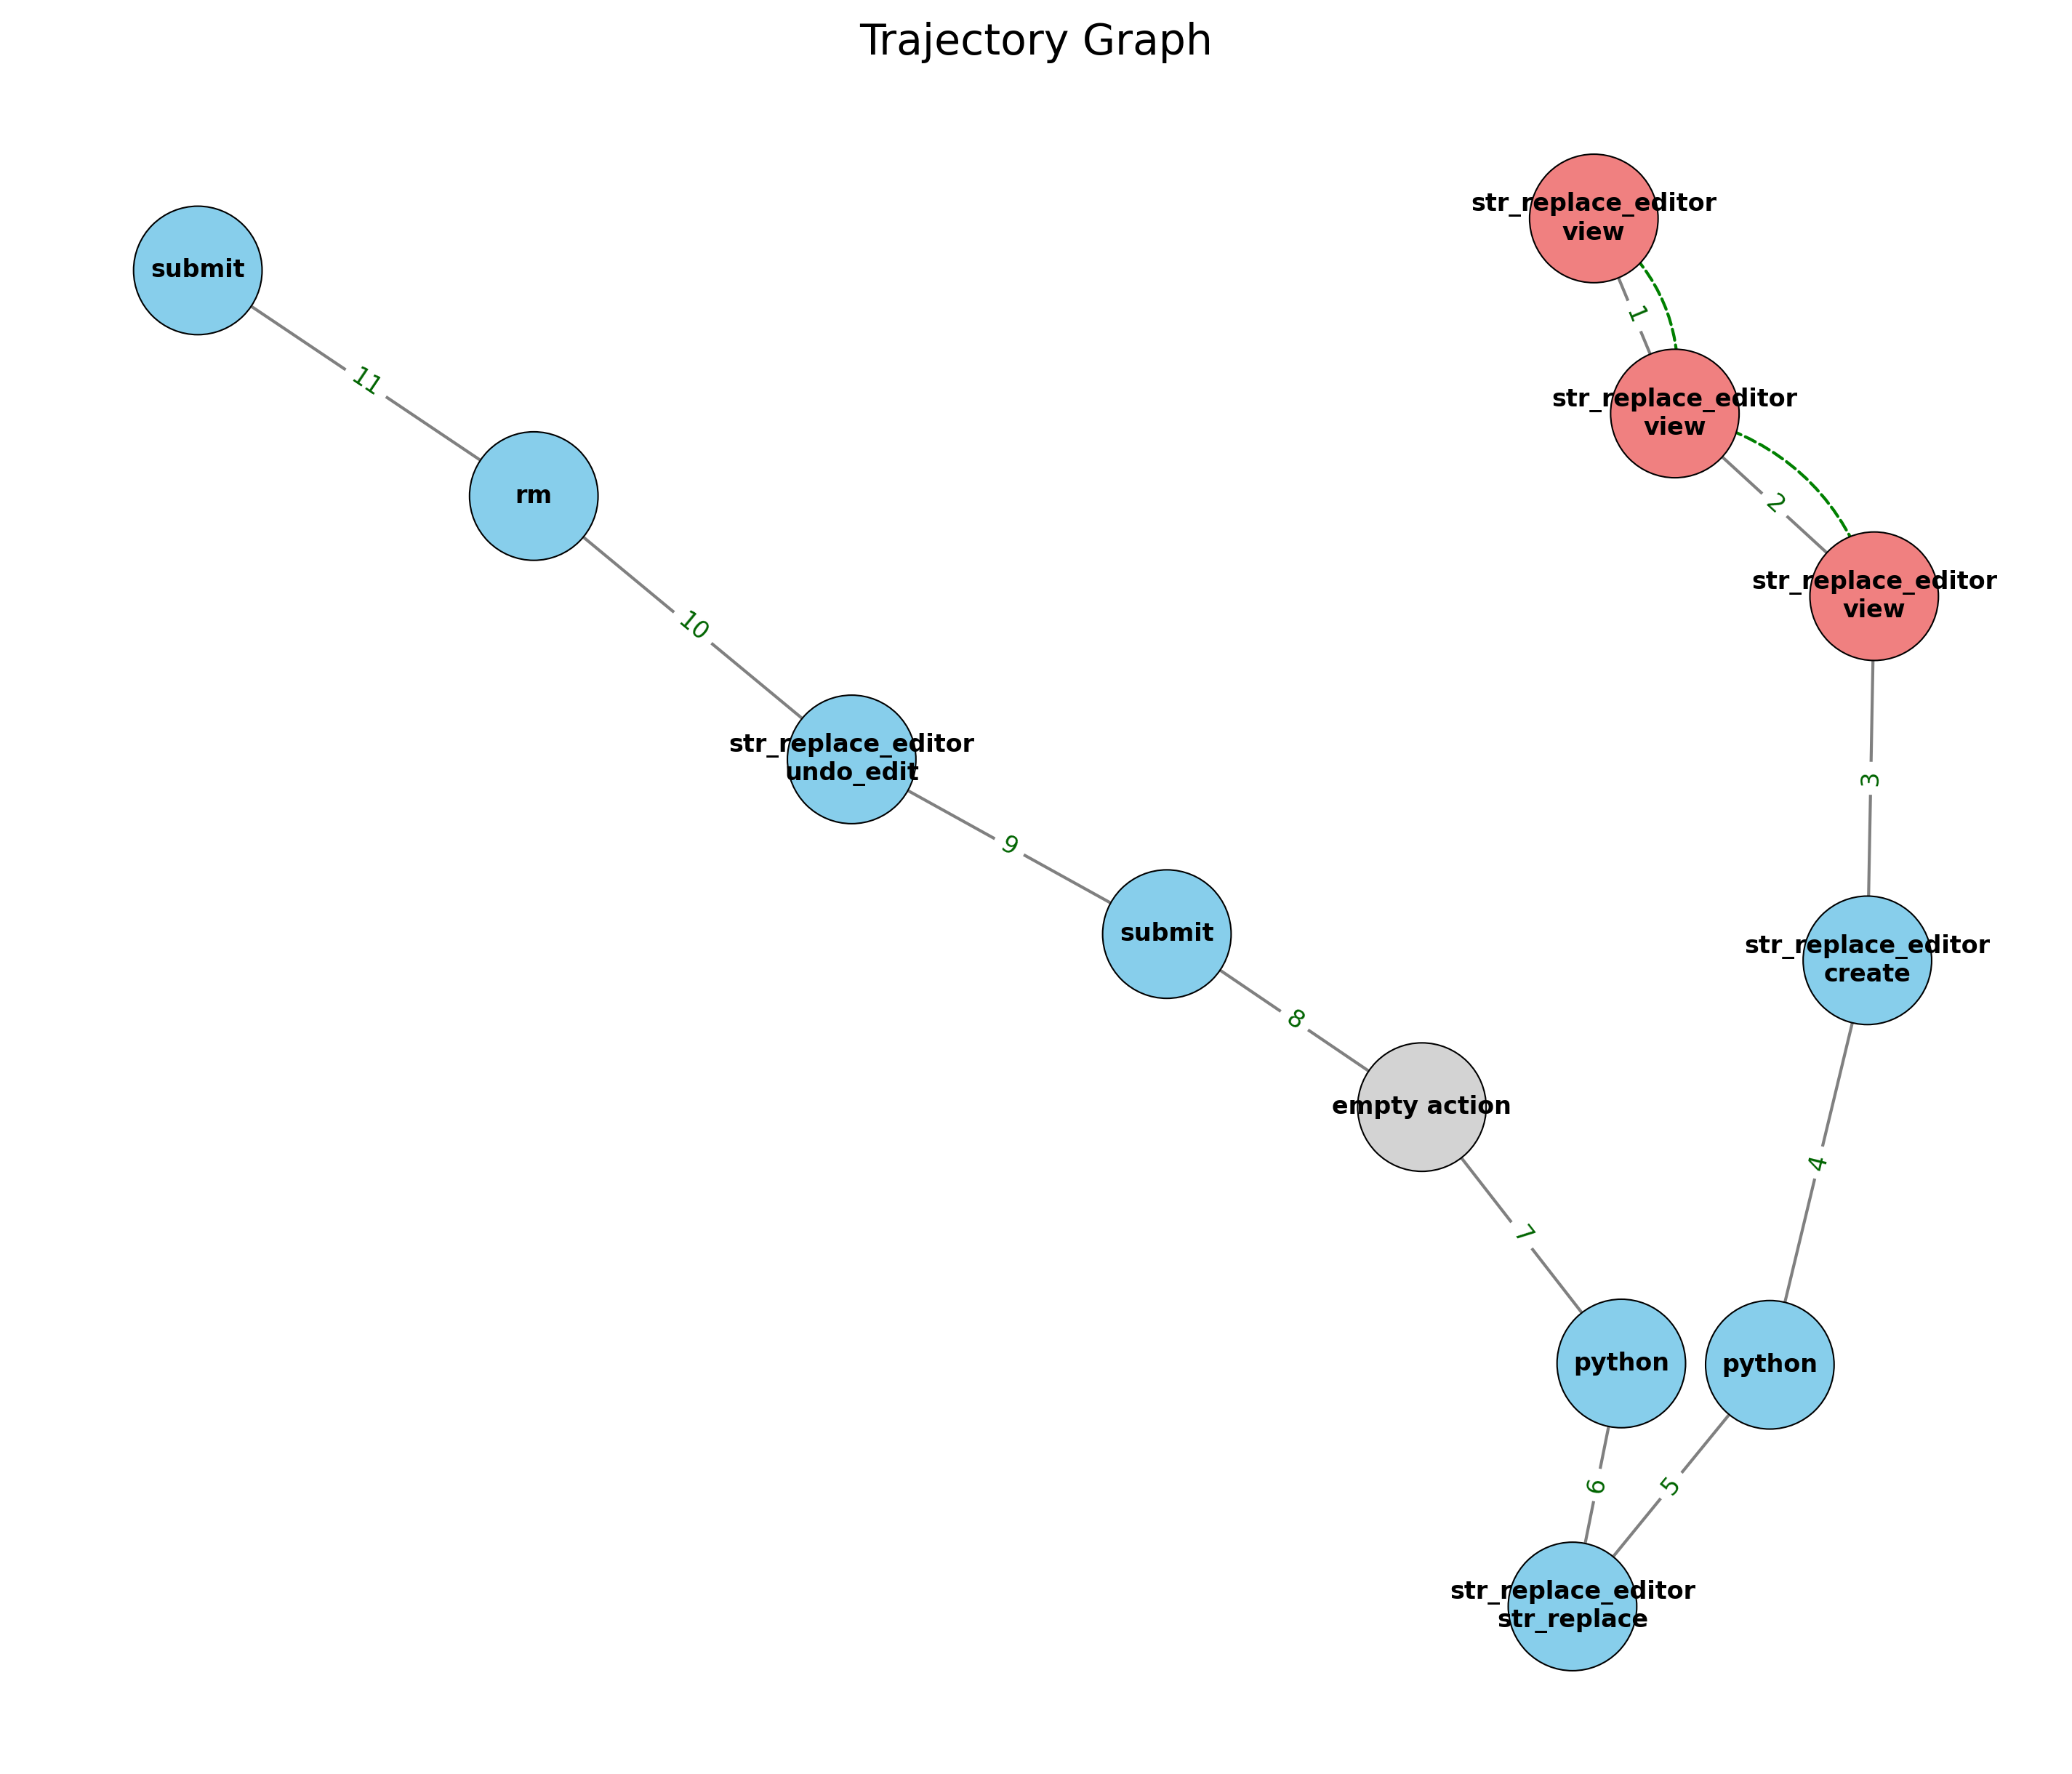 Trajectory Graph
str_replace_editor
view
1
str_replace_editor
view
2
str_replace_editor
view
3
str_replace_editor
create
4
python
5
str_replace_editor
str_replace
6
python
7
empty action
8
submit
9
str_replace_editor
undo_edit
10
rm
11
submit